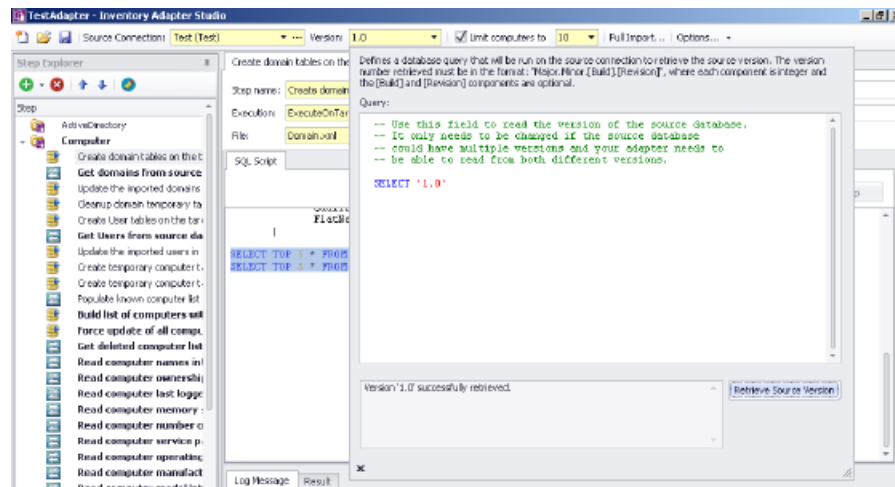 TestAdapter - Inventory Adapter Studio
Source Connection: Test (Test)
Version: 1.0
Limit computers to 10
Full Import...
Options...
Step Explorer
Step
ActiveDirectory
Computer
Create domain tables on the t
Get domains from source
Update the imported domains
Cleanup domain temporary ta
Create User tables on the tar
Get Users from source da
Update the imported users in
Create temporary computer t
Create temporary computer t
Populate known computer list
Build list of computers wit
Force update of all compu
Get deleted computer list
Read computer names in
Read computer ownership
Read computer last logge
Read computer memory
Read computer number o
Read computer service p
Read computer operating
Read computer manufact
Create domain tables on the
Step name: Create domain
Execution: ExecuteOnTar
File: Domain.xml
SQL Script
FlatNa
)
SELECT TOP 5 * FROM
SELECT TOP 5 * FROM
Log Message
Result
Defines a database query that will be run on the source connection to retrieve the source version. The version
number retrieved must be in the format: "Major.Minor.[Build].[Revision]", where each component is integer and
the [Build] and [Revision] components are optional.
Query:
-- Use this field to read the version of the source database.
-- It only needs to be changed if the source database
-- could have multiple versions and your adapter needs to
-- be able to read from both different versions.
SELECT '1.0'
Version '1.0' successfully retrieved.
Retrieve Source Version